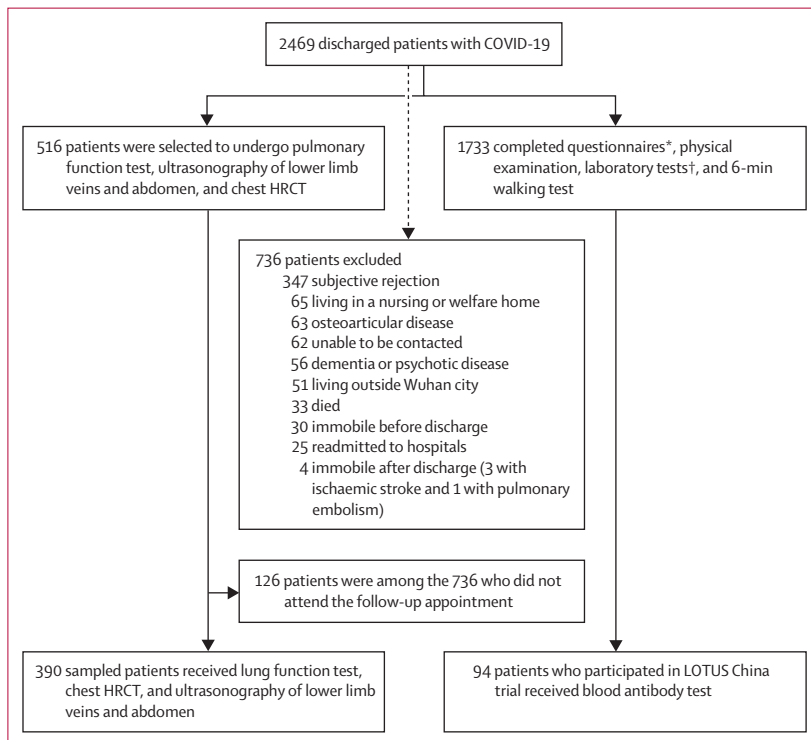 2469 discharged patients with COVID-19
516 patients were selected to undergo pulmonary
function test, ultrasonography of lower limb
veins and abdomen, and chest HRCT
1733 completed questionnaires*, physical
examination, laboratory tests†, and 6-min
walking test
736 patients excluded
347 subjective rejection
65 living in a nursing or welfare home
63 osteoarticular disease
62 unable to be contacted
56 dementia or psychotic disease
51 living outside Wuhan city
33 died
30 immobile before discharge
25 readmitted to hospitals
4 immobile after discharge (3 with
ischaemic stroke and 1 with pulmonary
embolism)
126 patients were among the 736 who did not
attend the follow-up appointment
390 sampled patients received lung function test,
chest HRCT, and ultrasonography of lower limb
veins and abdomen
94 patients who participated in LOTUS China
trial received blood antibody test